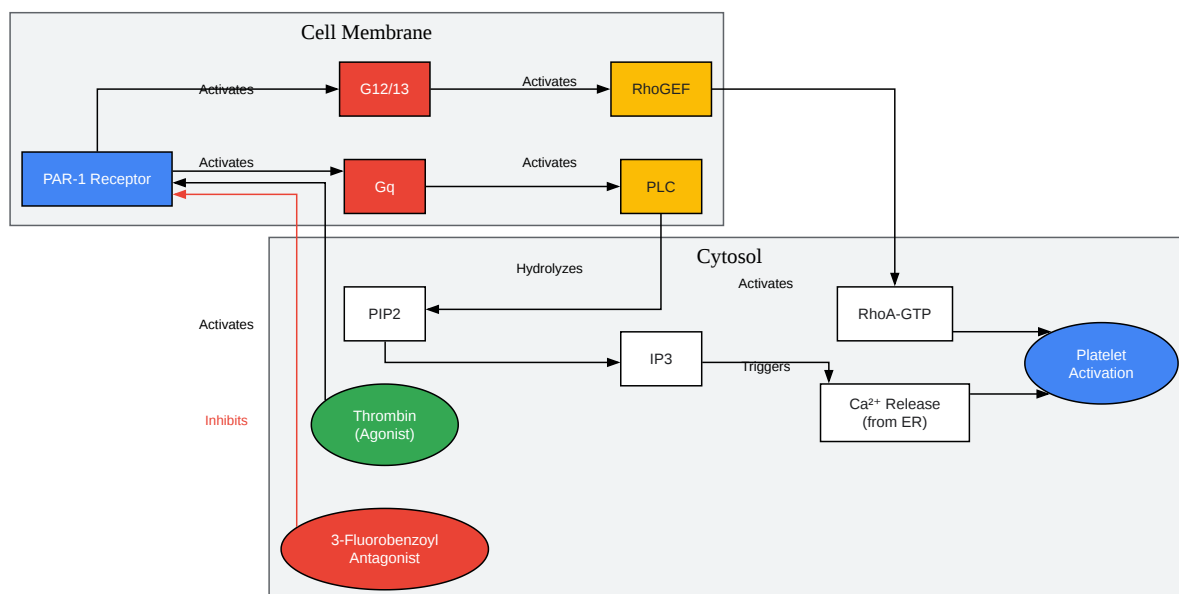 Cell Membrane
Activates
G12/13
Activates
RhoGEF
PAR-1 Receptor
Activates
Gq
Activates
PLC
Cytosol
Hydrolyzes
Activates
PIP2
RhoA-GTP
Activates
IP3
Triggers
Platelet
Activation
Ca²⁺ Release
(from ER)
Inhibits
Thrombin
(Agonist)
3-Fluorobenzoyl
Antagonist